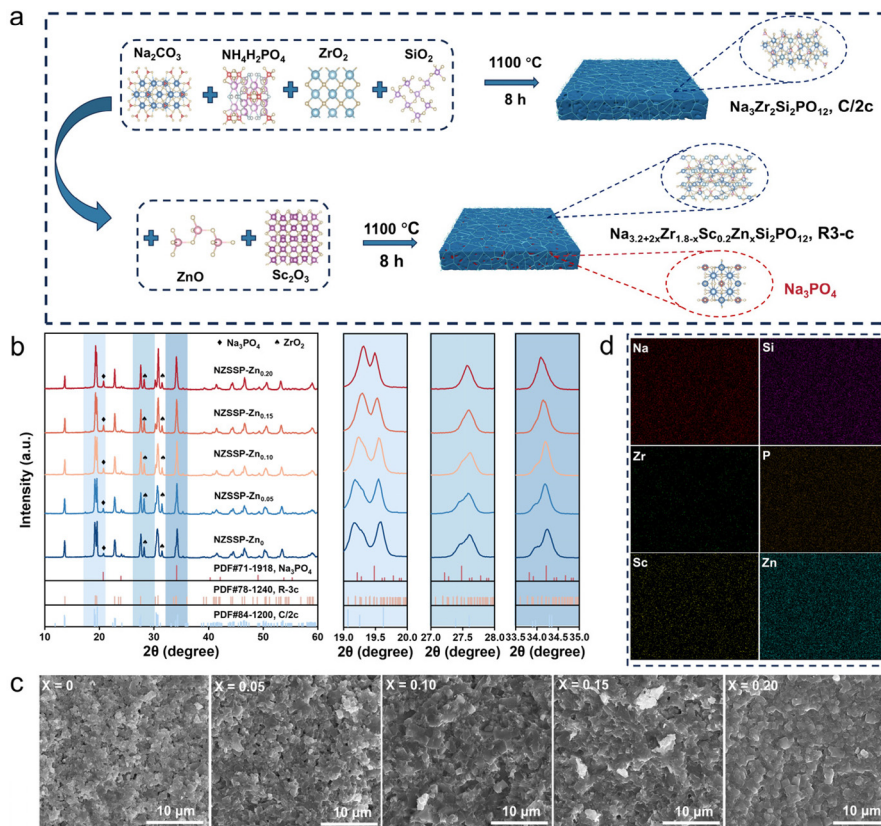 a
Na₂CO₃
NH₄H₂PO₄
ZrO₂
SiO₂
1100 °C
8 h
Na₃Zr₂Si₂PO₁₂, C/2c
ZnO
Sc₂O₃
1100 °C
8 h
Na₃.₂₊₂ₓZr₁.₈₋ₓSc₀.₂ZnₓSi₂PO₁₂, R3-c
Na₃PO₄
b
Intensity (a.u.)
♦ Na₃PO₄ ♠ ZrO₂
NZSSP-Zn₀.₂₀
NZSSP-Zn₀.₁₅
NZSSP-Zn₀.₁₀
NZSSP-Zn₀.₀₅
NZSSP-Zn₀
PDF#71-1918, Na₃PO₄
PDF#78-1240, R-3c
PDF#84-1200, C/2c
10 20 30 40 50 60
2θ (degree)
19.0 19.5 20.0
2θ (degree)
27.0 27.5 28.0
2θ (degree)
33.5 34.0 34.5 35.0
2θ (degree)
d
Na
Si
Zr
P
Sc
Zn
c
X = 0
10 μm
X = 0.05
10 μm
X = 0.10
10 μm
X = 0.15
10 μm
X = 0.20
10 μm